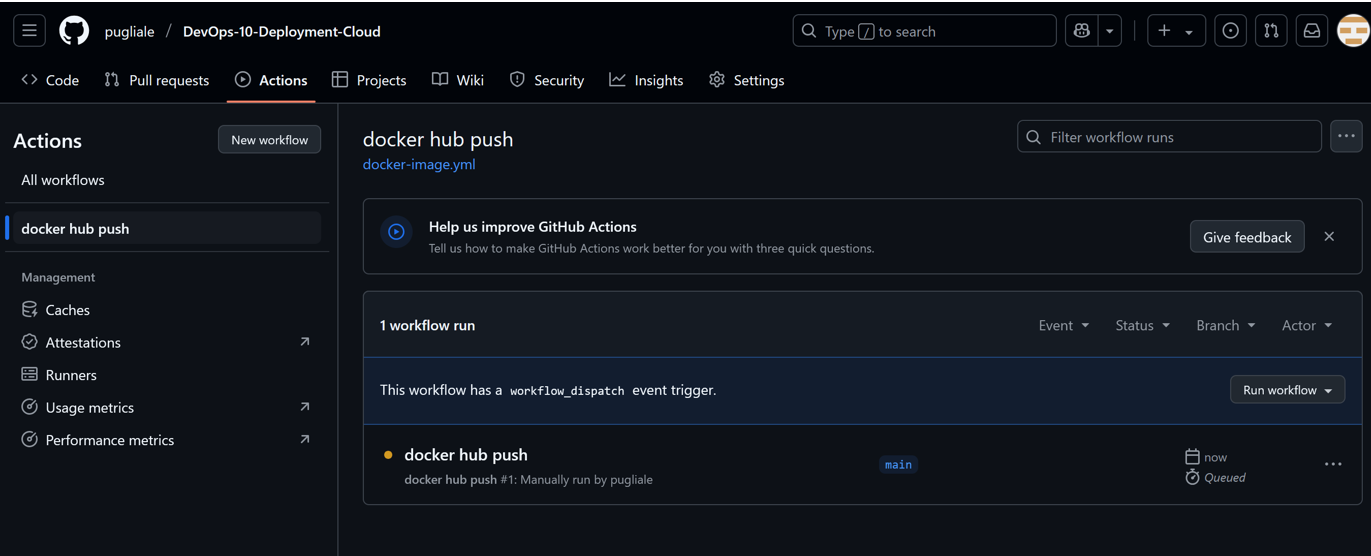 pugliale / DevOps-10-Deployment-Cloud
Type / to search
Code Pull requests Actions Projects Wiki Security Insights Settings
Actions
New workflow
All workflows
docker hub push
Management
Caches
Attestations
Runners
Usage metrics
Performance metrics
docker hub push
docker-image.yml
Filter workflow runs
Help us improve GitHub Actions
Tell us how to make GitHub Actions work better for you with three quick questions.
Give feedback
1 workflow run
Event Status Branch Actor
This workflow has a workflow_dispatch event trigger.
Run workflow
docker hub push
docker hub push #1: Manually run by pugliale
main
now
Queued